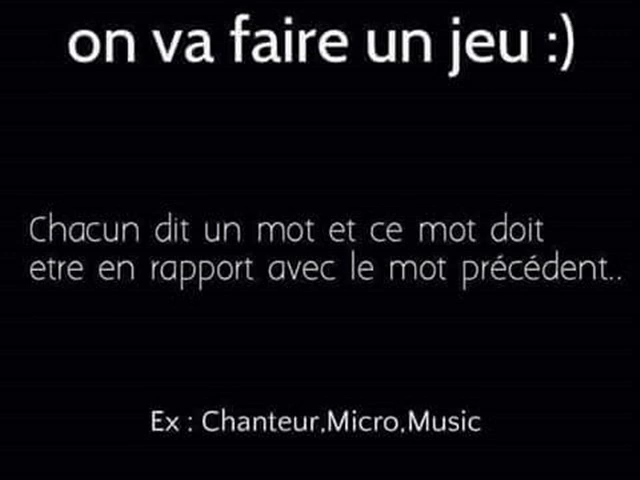 on va faire un jeu :)
Chacun dit un mot et ce mot doit
etre en rapport avec le mot précédent..
Ex : Chanteur,Micro,Music